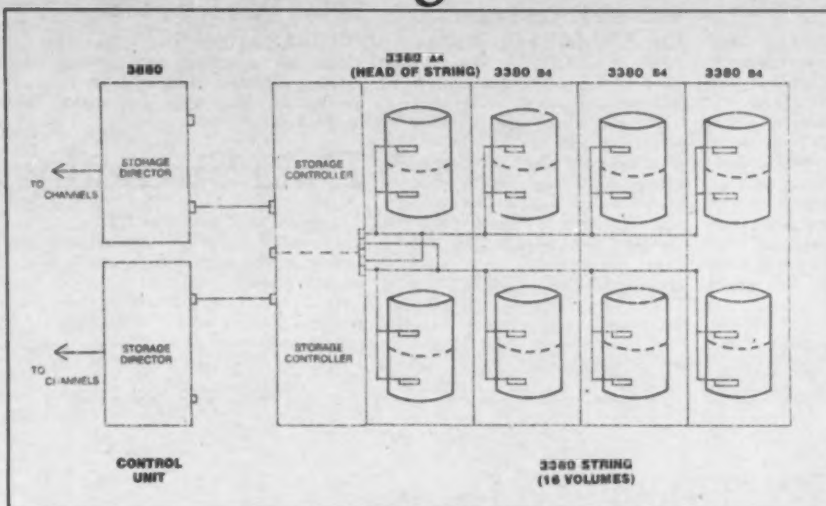 3880
3380 A4
(HEAD OF STRING)
3380 B4
3380 B4
3380 B4
STORAGE
DIRECTOR
TO
CHANNELS
STORAGE
CONTROLLER
STORAGE
DIRECTOR
TO
CHANNELS
STORAGE
CONTROLLER
CONTROL
UNIT
3380 STRING
(16 VOLUMES)